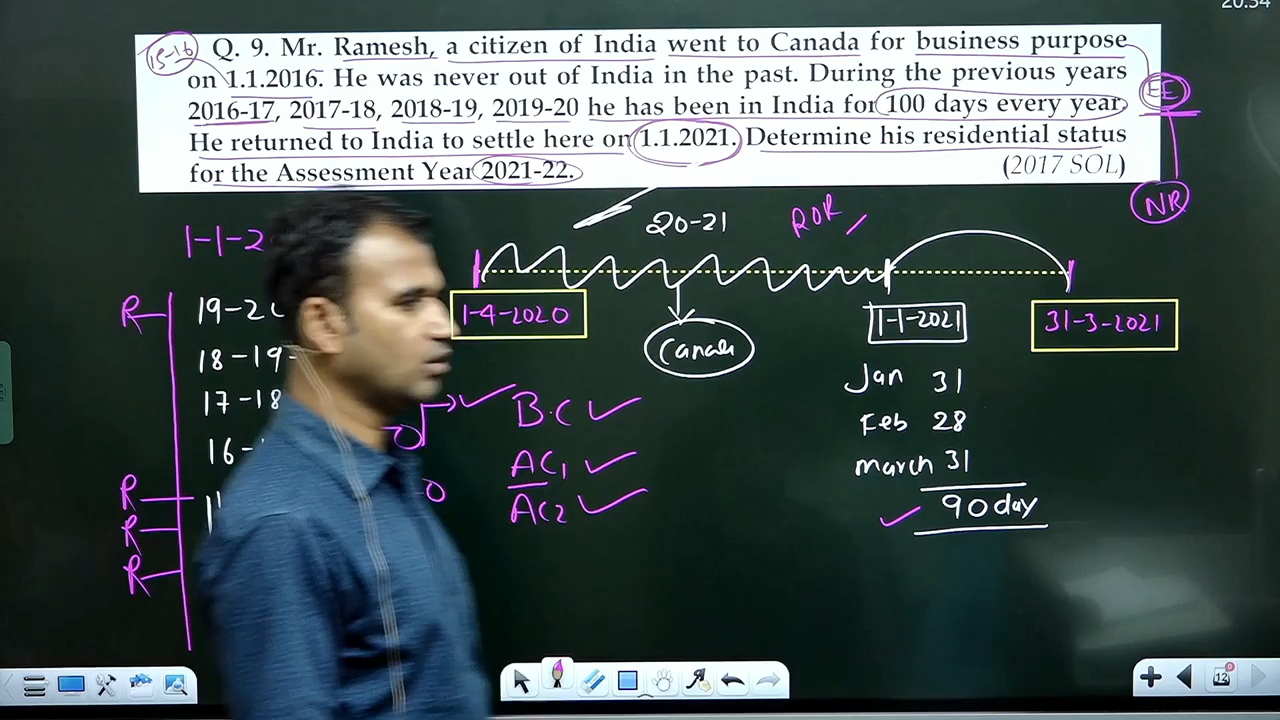 Q. 9. Mr. Ramesh, a citizen of India went to Canada for business purpose
on 1.1.2016. He was never out of India in the past. During the previous years
2016-17, 2017-18, 2018-19, 2019-20 he has been in India for 100 days every year.
He returned to India to settle here on 1.1.2021. Determine his residential status
for the Assessment Year 2021-22. (2017 SOL)
15-16
EE
NR
20-21
ROR
1-1-2
R
19-20
1-4-2020
1-1-2021
31-3-2021
Canada
18-19-
Jan 31
17-18
B.C
Feb 28
16-
AC1
march 31
R
AC2
90 day
R
R
12